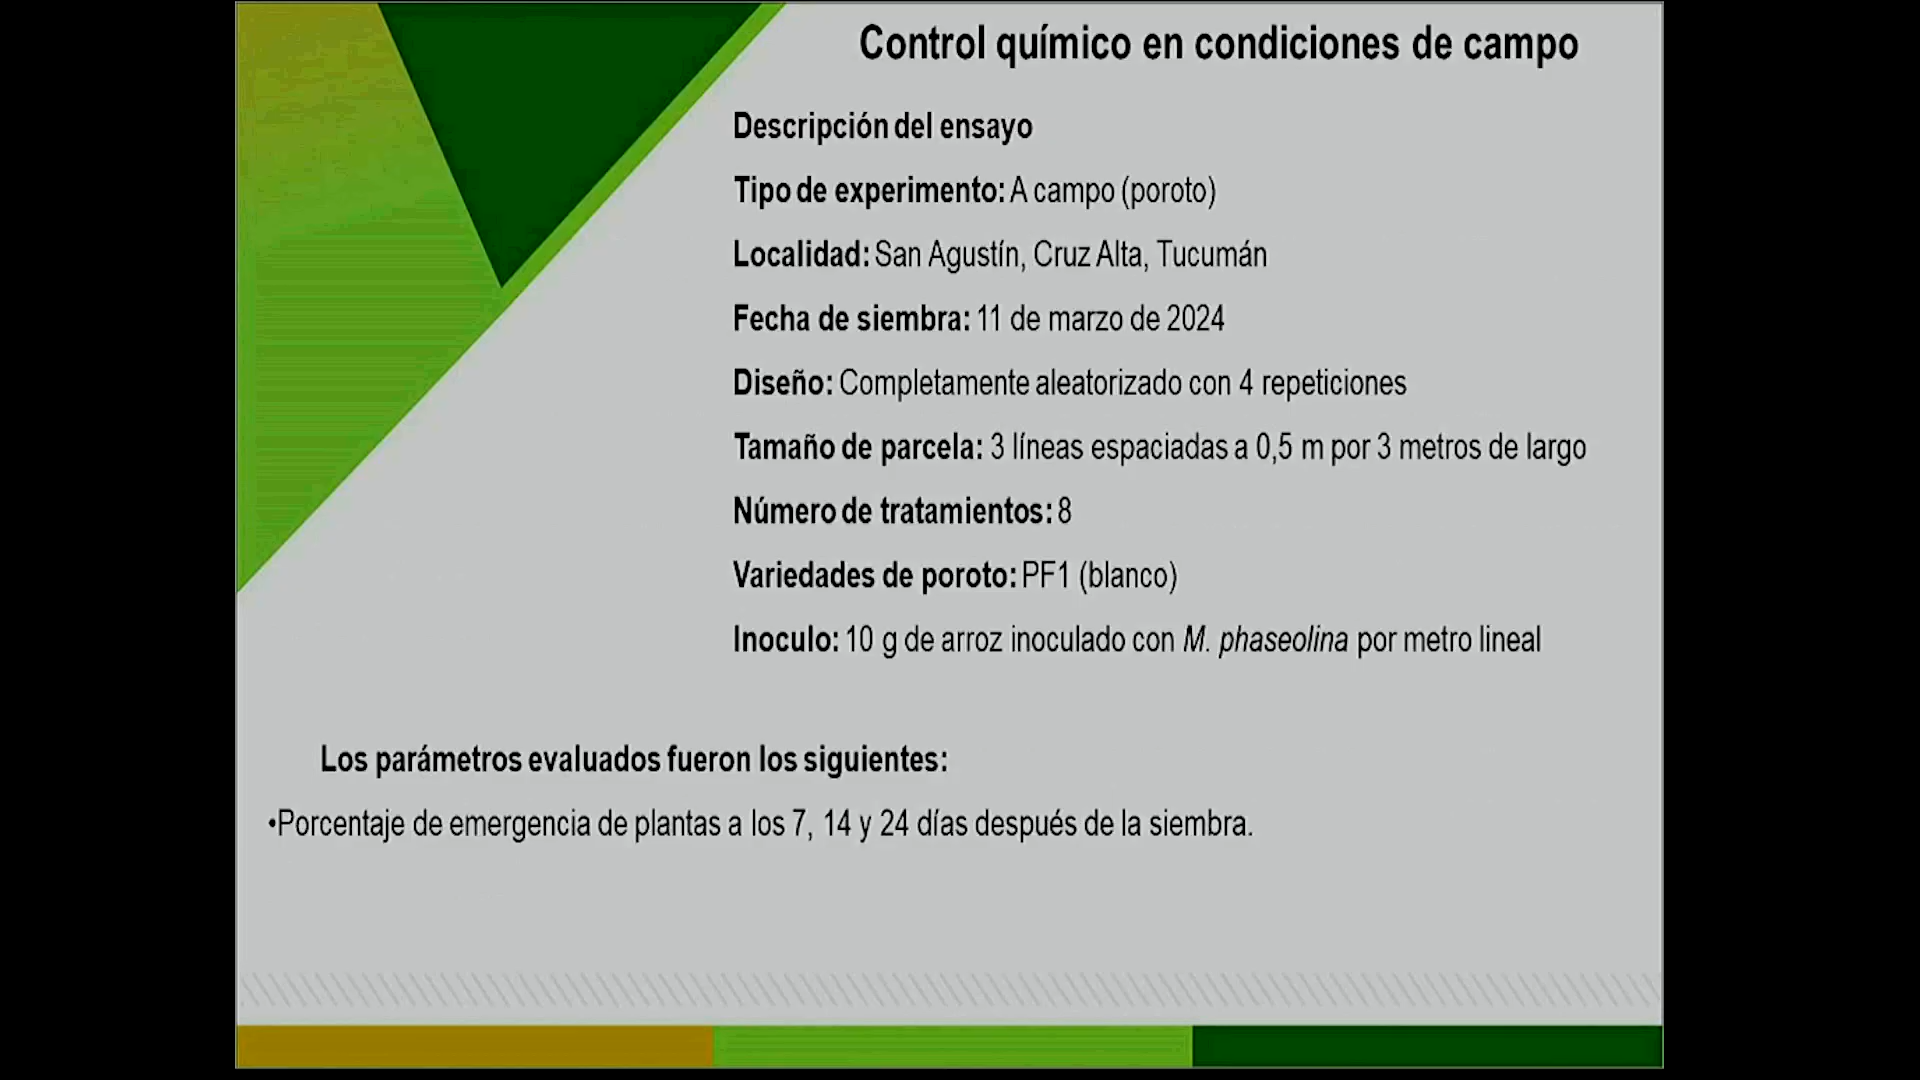 Control químico en condiciones de campo
Descripción del ensayo
Tipo de experimento: A campo (poroto)
Localidad: San Agustín, Cruz Alta, Tucumán
Fecha de siembra: 11 de marzo de 2024
Diseño: Completamente aleatorizado con 4 repeticiones
Tamaño de parcela: 3 líneas espaciadas a 0,5 m por 3 metros de largo
Número de tratamientos: 8
Variedades de poroto: PF1 (blanco)
Inoculo: 10 g de arroz inoculado con M. phaseolina por metro lineal
Los parámetros evaluados fueron los siguientes:
•Porcentaje de emergencia de plantas a los 7, 14 y 24 días después de la siembra.